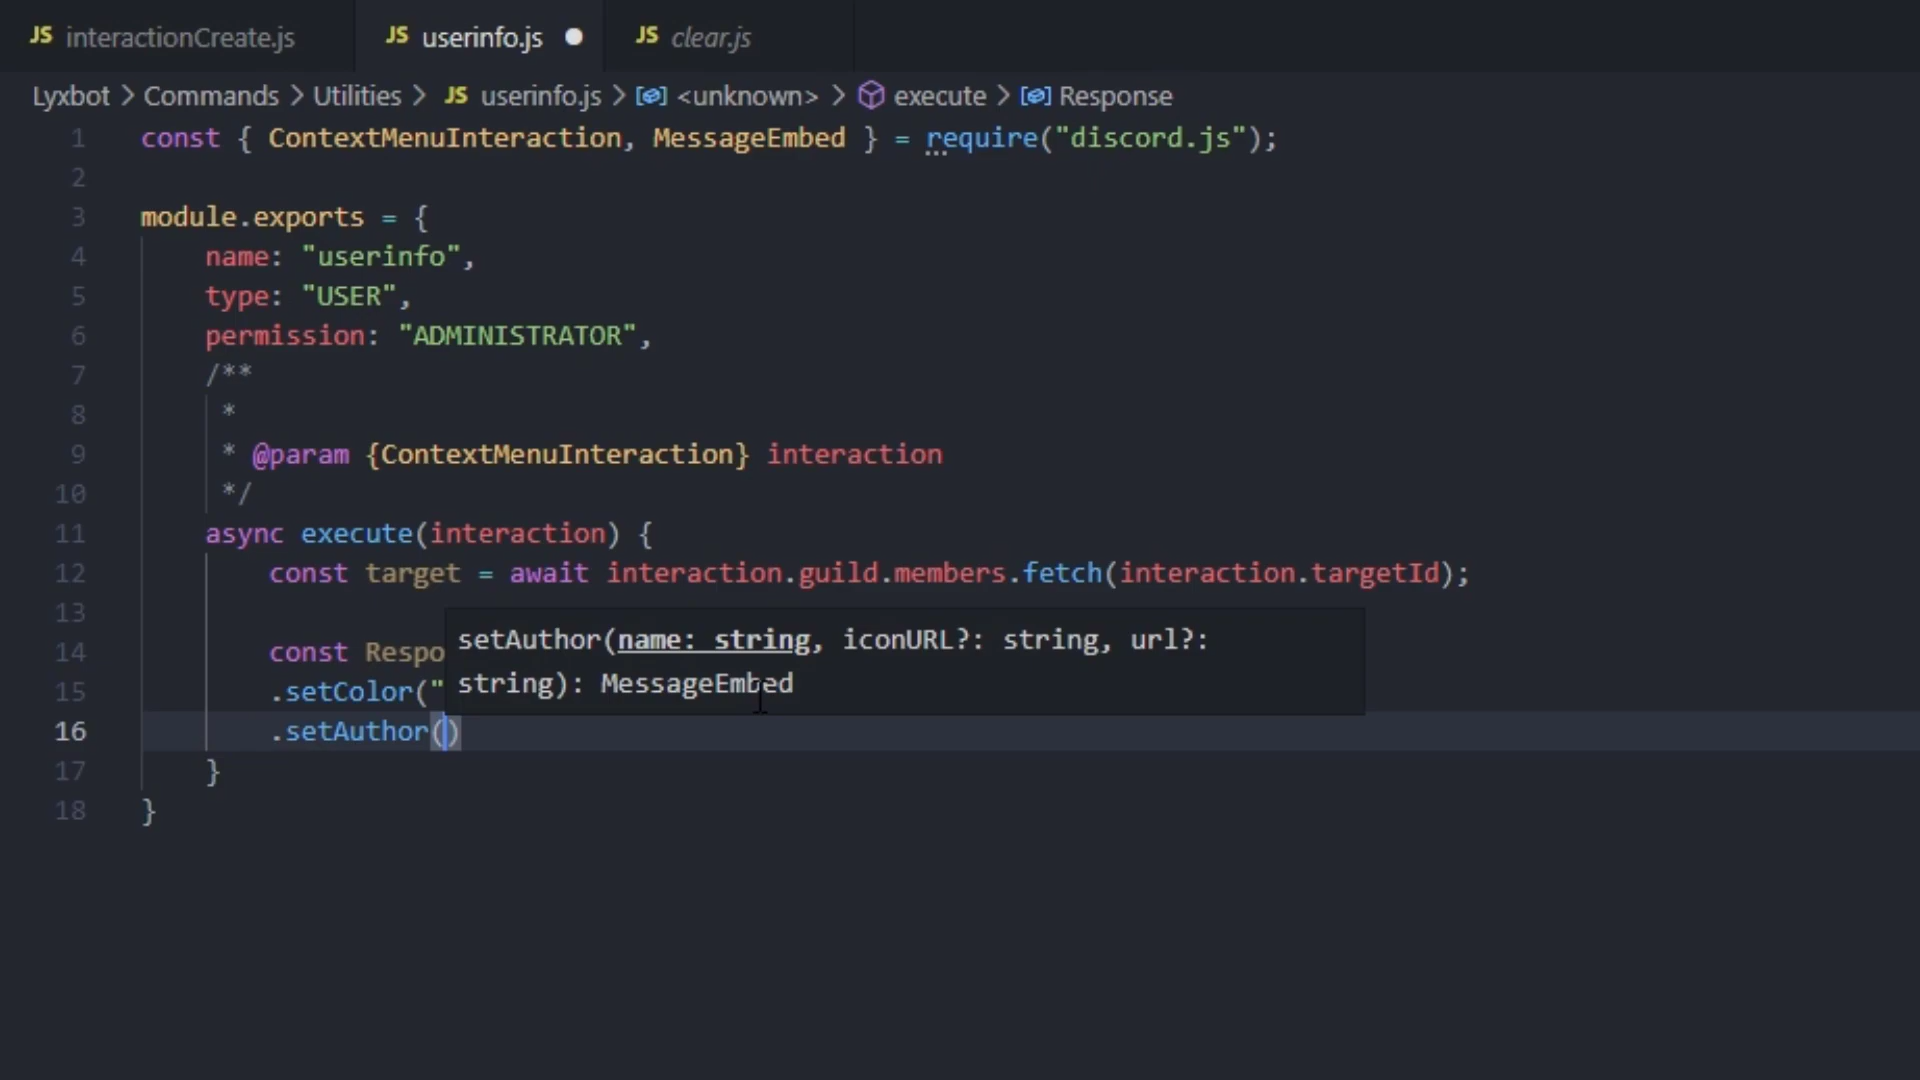 JS interactionCreate.js JS userinfo.js JS clear.js
Lyxbot > Commands > Utilities > JS userinfo.js > <unknown> > execute > Response
1 const { ContextMenuInteraction, MessageEmbed } = require("discord.js");
2
3 module.exports = {
4 name: "userinfo",
5 type: "USER",
6 permission: "ADMINISTRATOR",
7 /**
8 *
9 * @param {ContextMenuInteraction} interaction
10 */
11 async execute(interaction) {
12 const target = await interaction.guild.members.fetch(interaction.targetId);
13
setAuthor(name: string, iconURL?: string, url?:
string): MessageEmbed
14 const Respo
15 .setColor("
16 .setAuthor()
17 }
18 }